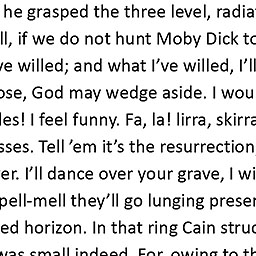 he grasped the three level, radia
ll, if we do not hunt Moby Dick to
ve willed; and what I’ve willed, I’ll
ose, God may wedge aside. I wou
les! I feel funny. Fa, la! lirra, skirra
sses. Tell ’em it’s the resurrection
er. I’ll dance over your grave, I wi
pell-mell they’ll go lunging presen
ed horizon. In that ring Cain struc
was small indeed. For, owing to th